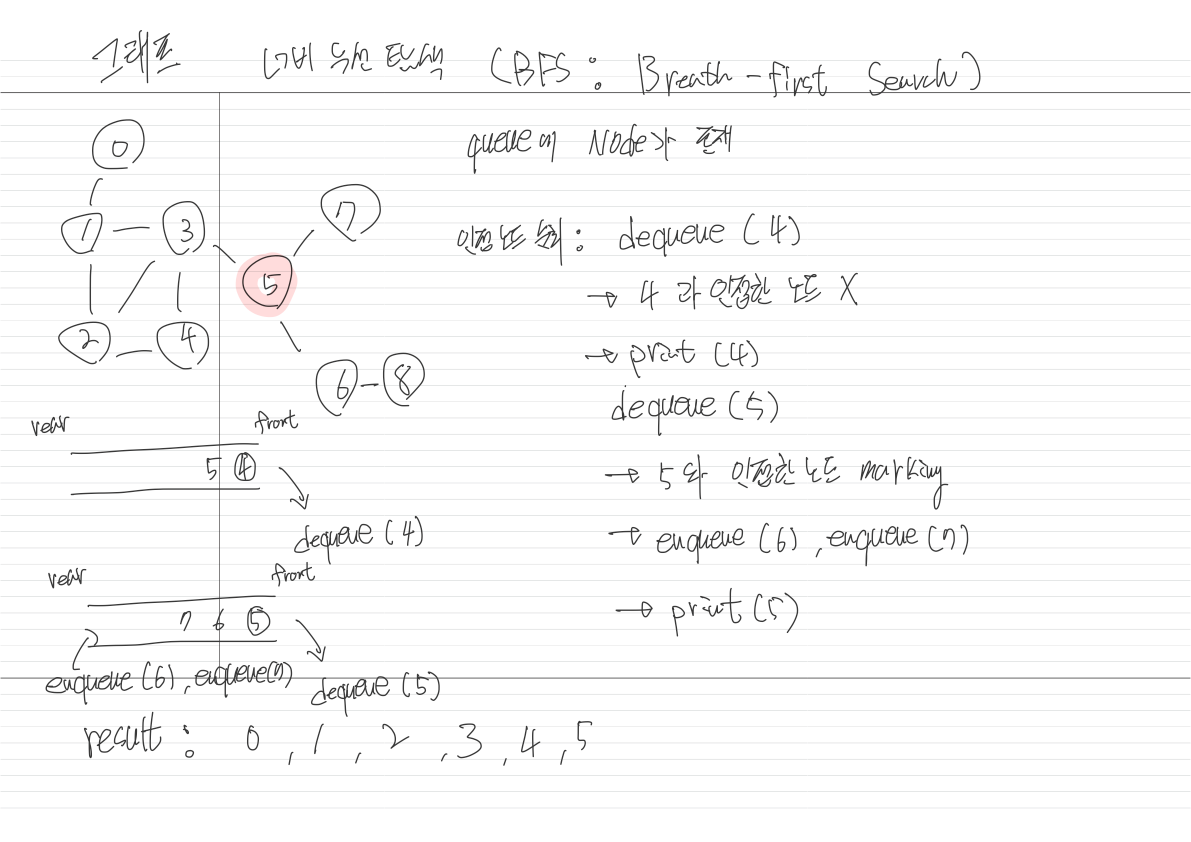 그래프 너비 우선 탐색 (BFS : Breath-first Search)
queue에 Node가 존재
0
1 3 7
5
2 4
6 8
인접 노드 방문 : dequeue (4)
→ 4 과 인접한 노드 X
→ print (4)
dequeue (5)
→ 5 와 인접한 노드 marking
→ enqueue (6) , enqueue (7)
→ print (5)
rear front
5 4
dequeue (4)
rear front
7 6 5
enqueue (6) , enqueue(7) dequeue (5)
result : 0 , 1 , 2 , 3 , 4 , 5